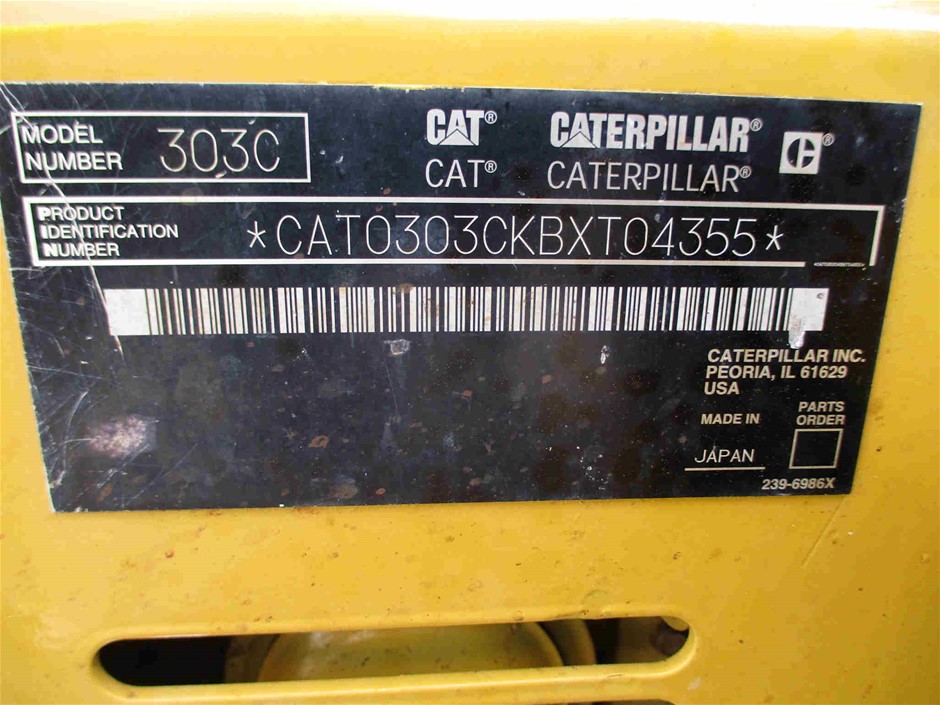 MODEL
NUMBER 303C
CAT® CATERPILLAR® C®
CAT® CATERPILLAR®
PRODUCT
IDENTIFICATION
NUMBER
*CAT0303CKBXT04355*
CATERPILLAR INC.
PEORIA, IL 61629
USA
MADE IN
JAPAN
PARTS
ORDER
239-6986X